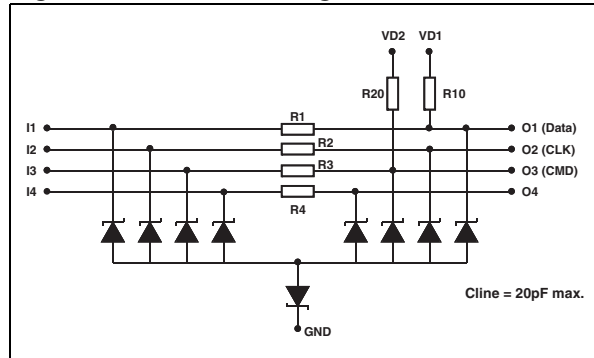 VD2 VD1
R20 R10
R1
I1 O1 (Data)
R2
I2 O2 (CLK)
R3
I3 O3 (CMD)
I4 O4
R4
Cline = 20pF max.
GND